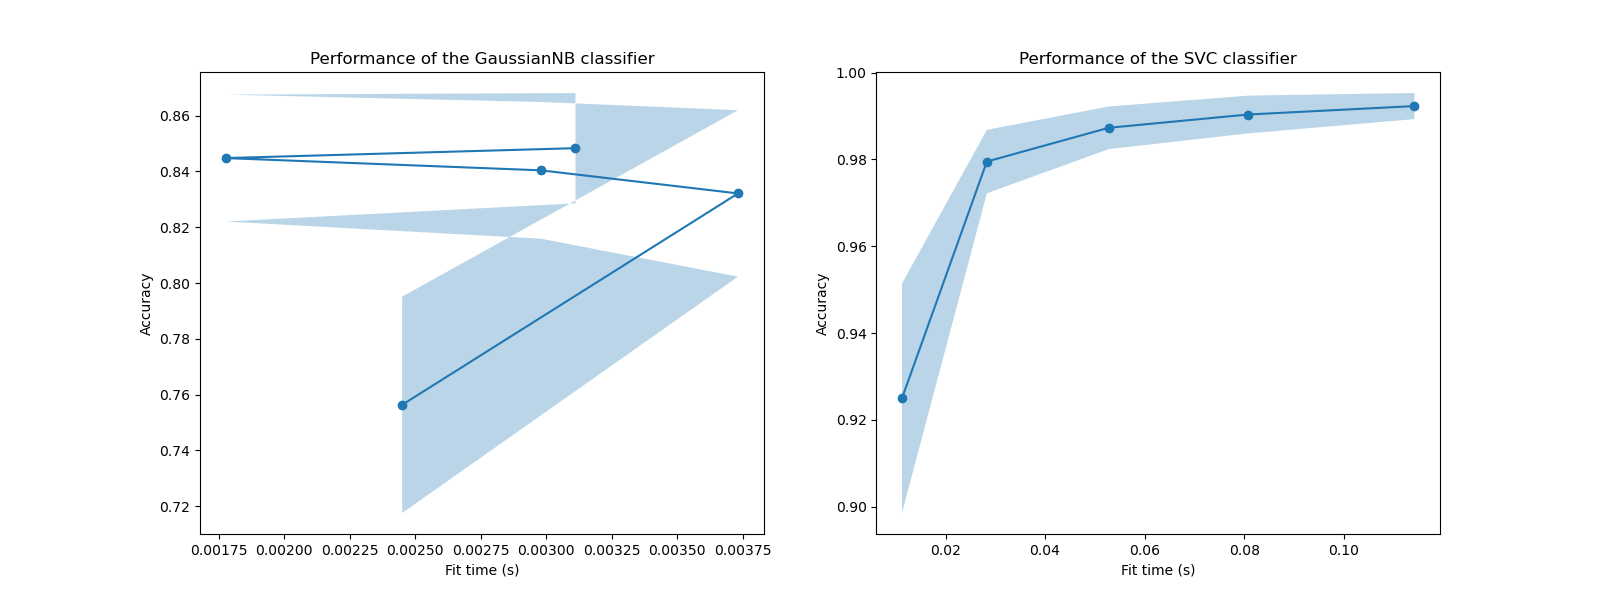 Performance of the GaussianNB classifier
Accuracy
0.86
0.84
0.82
0.80
0.78
0.76
0.74
0.72
0.00175 0.00200 0.00225 0.00250 0.00275 0.00300 0.00325 0.00350 0.00375
Fit time (s)
Performance of the SVC classifier
Accuracy
1.00
0.98
0.96
0.94
0.92
0.90
0.02 0.04 0.06 0.08 0.10
Fit time (s)